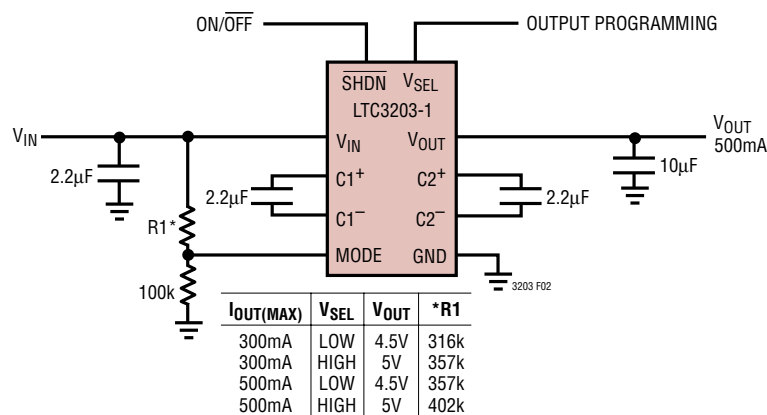 ON/OFF
OUTPUT PROGRAMMING
SHDN VSEL
LTC3203-1
VIN
VIN VOUT
VOUT
500mA
2.2µF
2.2µF
C1+ C2+
C1– C2–
2.2µF
10µF
R1*
MODE GND
100k
3203 F02
IOUT(MAX) VSEL VOUT *R1
300mA LOW 4.5V 316k
300mA HIGH 5V 357k
500mA LOW 4.5V 357k
500mA HIGH 5V 402k